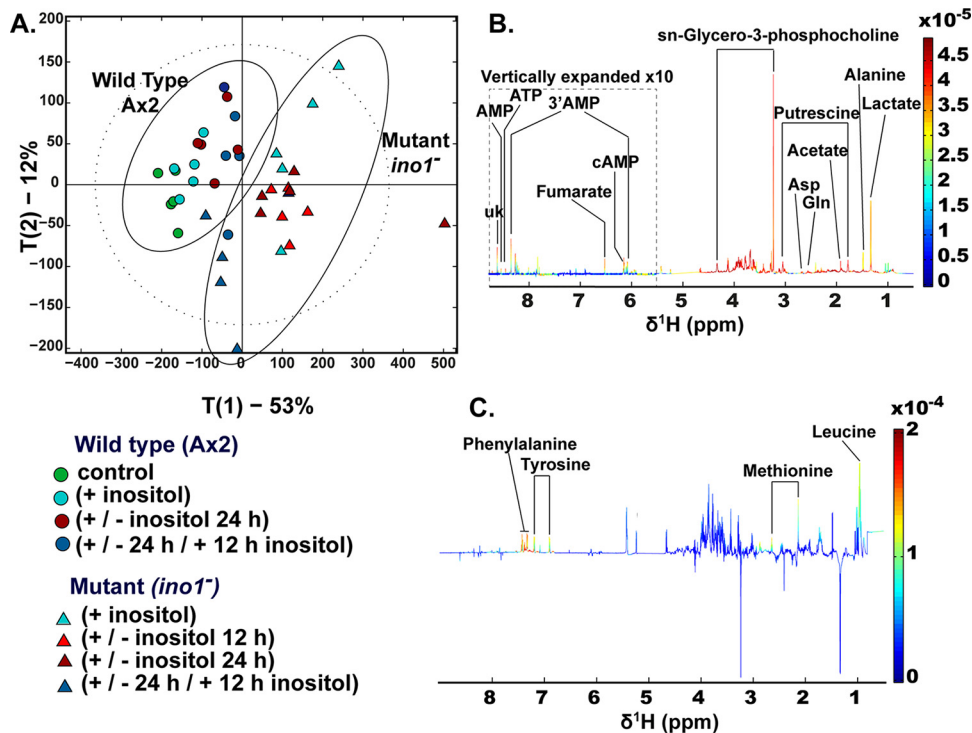 A.
Wild Type
Ax2
Mutant
ino1⁻
200
150
100
50
0
−50
−100
−150
−200
−400
−300
−200
−100
0
100
200
300
400
500
T(2) − 12%
T(1) − 53%
Wild type (Ax2)
control
(+ inositol)
(+ / - inositol 24 h)
(+ / - 24 h / + 12 h inositol)
Mutant (ino1⁻)
(+ inositol)
(+ / - inositol 12 h)
(+ / - inositol 24 h)
(+ / - 24 h / + 12 h inositol)
B.
sn-Glycero-3-phosphocholine
Vertically expanded x10
ATP
AMP
3'AMP
cAMP
Fumarate
uk
Alanine
Lactate
Putrescine
Acetate
Asp
Gln
8 7 6 5 4 3 2 1
δ¹H (ppm)
x10⁻⁵
4.5
4
3.5
3
2.5
2
1.5
1
0.5
0
C.
Phenylalanine
Tyrosine
Methionine
Leucine
8 7 6 5 4 3 2 1
δ¹H (ppm)
x10⁻⁴
2
1
0